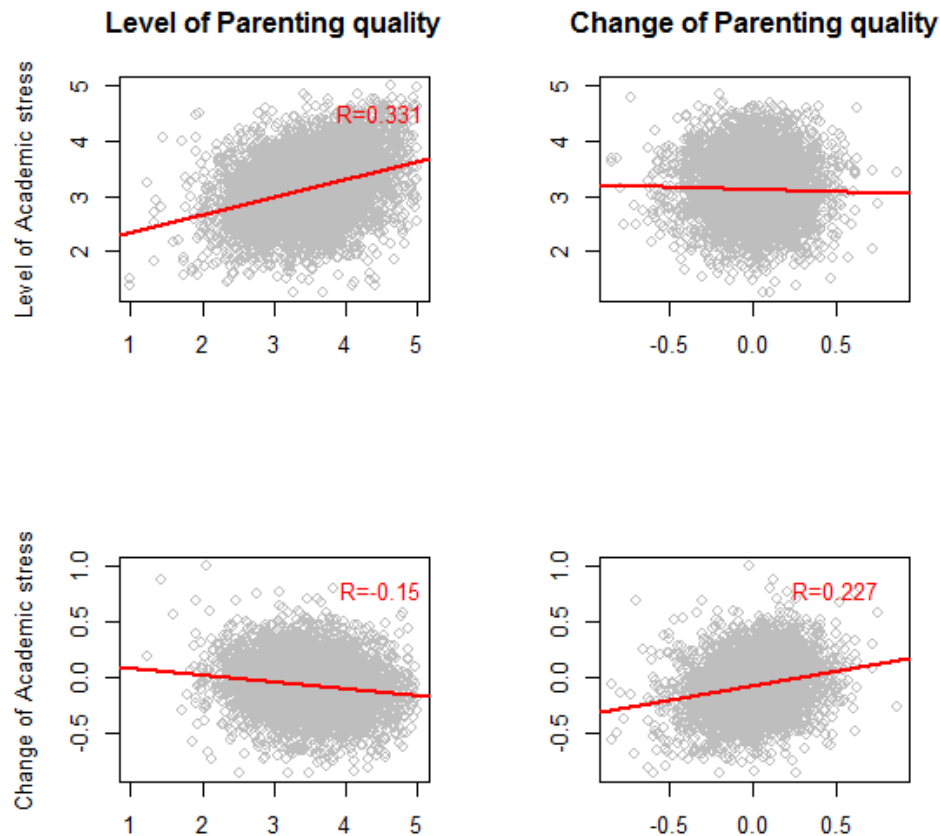 Level of Parenting quality
Change of Parenting quality
Level of Academic stress
5
4
3
2
R=0.331
1 2 3 4 5
5
4
3
2
-0.5 0.0 0.5
Change of Academic stress
1.0
0.5
0.0
-0.5
R=-0.15
1 2 3 4 5
1.0
0.5
0.0
-0.5
R=0.227
-0.5 0.0 0.5